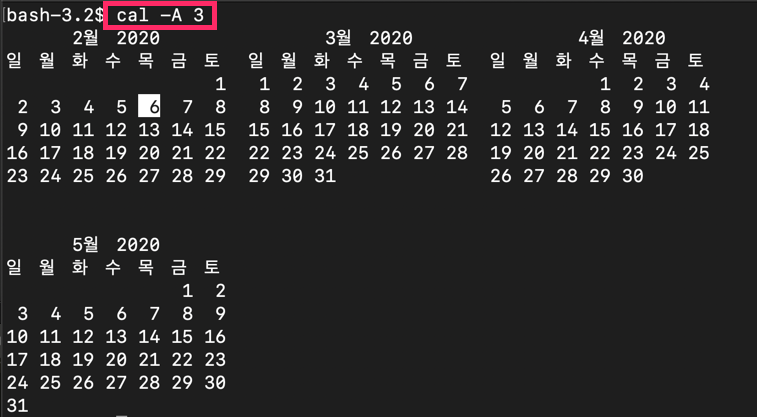 [bash-3.2$ cal -A 3
2월 2020 3월 2020 4월 2020
일 월 화 수 목 금 토 일 월 화 수 목 금 토 일 월 화 수 목 금 토
1 1 2 3 4 5 6 7 1 2 3 4
2 3 4 5 6 7 8 8 9 10 11 12 13 14 5 6 7 8 9 10 11
9 10 11 12 13 14 15 15 16 17 18 19 20 21 12 13 14 15 16 17 18
16 17 18 19 20 21 22 22 23 24 25 26 27 28 19 20 21 22 23 24 25
23 24 25 26 27 28 29 29 30 31 26 27 28 29 30
5월 2020
일 월 화 수 목 금 토
1 2
3 4 5 6 7 8 9
10 11 12 13 14 15 16
17 18 19 20 21 22 23
24 25 26 27 28 29 30
31